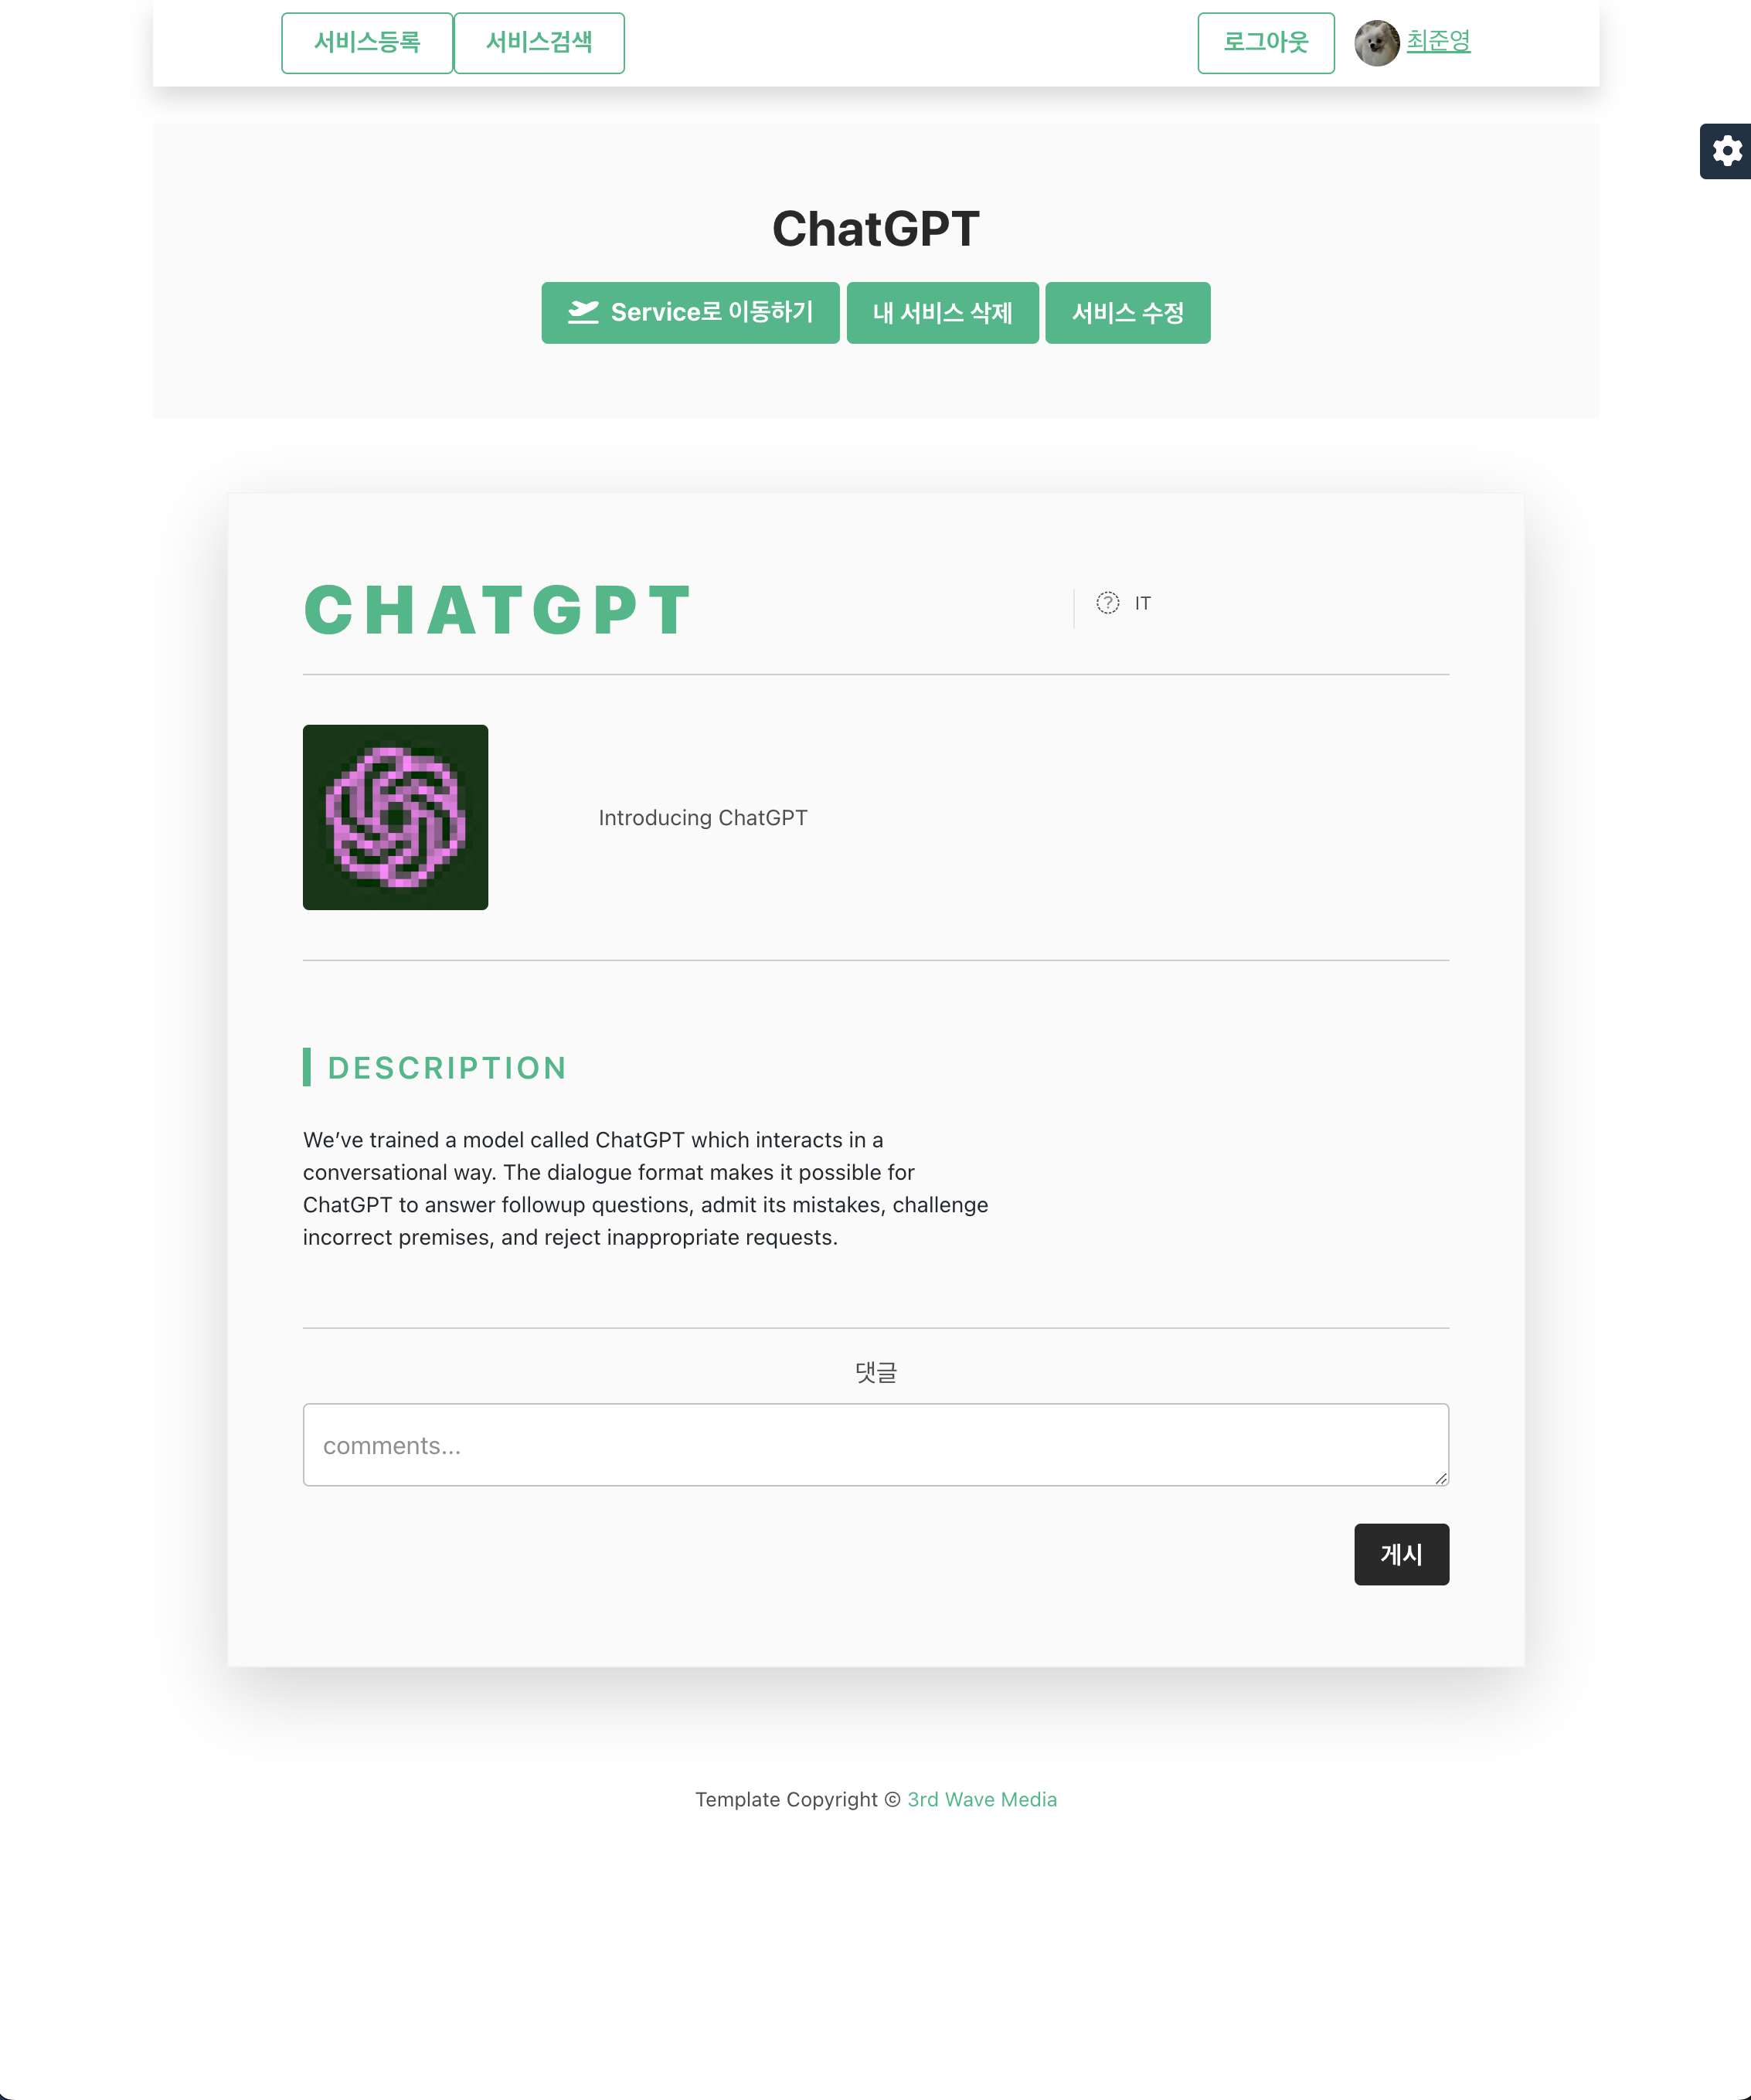 서비스등록 서비스검색 로그아웃 최준영
ChatGPT
Service로 이동하기 내 서비스 삭제 서비스 수정
CHATGPT
IT
Introducing ChatGPT
DESCRIPTION
We’ve trained a model called ChatGPT which interacts in a
conversational way. The dialogue format makes it possible for
ChatGPT to answer followup questions, admit its mistakes, challenge
incorrect premises, and reject inappropriate requests.
댓글
comments...
게시
Template Copyright © 3rd Wave Media